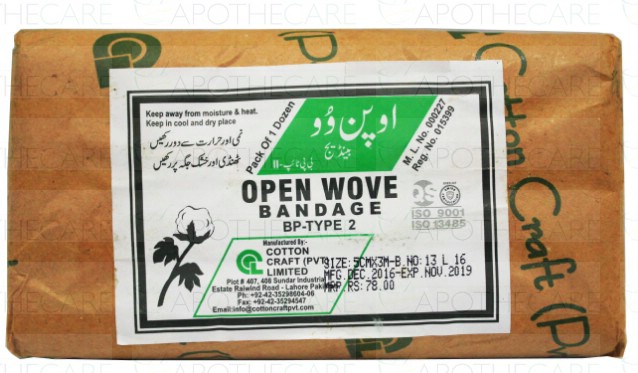 Keep away from moisture & heat.
Keep in cool and dry place
نمی اور حرارت سے دور رکھیں
ٹھنڈی اور خشک جگہ پر رکھیں
Pack Of 1 Dozen
اوپن وُو
بینڈیج
بی پی ٹائپ-II
M. L. No. 000227
Reg. No. 015399
OPEN WOVE
BANDAGE
BP-TYPE 2
QS
ISO 9001
ISO 13485
Manufactured By:-
COTTON
CRAFT (PVT)
LIMITED
Plot # 407, 408 Sundar Industrial
Estate Raiwind Road - Lahore
Ph: +92-42-35298604-06
Fax: +92-42-35294547
Email:info@cottoncraftpvt.com
SIZE:5CMX3M-B.NO:13 L 16
MFG.DEC.2016-EXP.NOV.2019
MRP.RS:78.00
Cotton Craft (Pv
(P
APOTHECARE